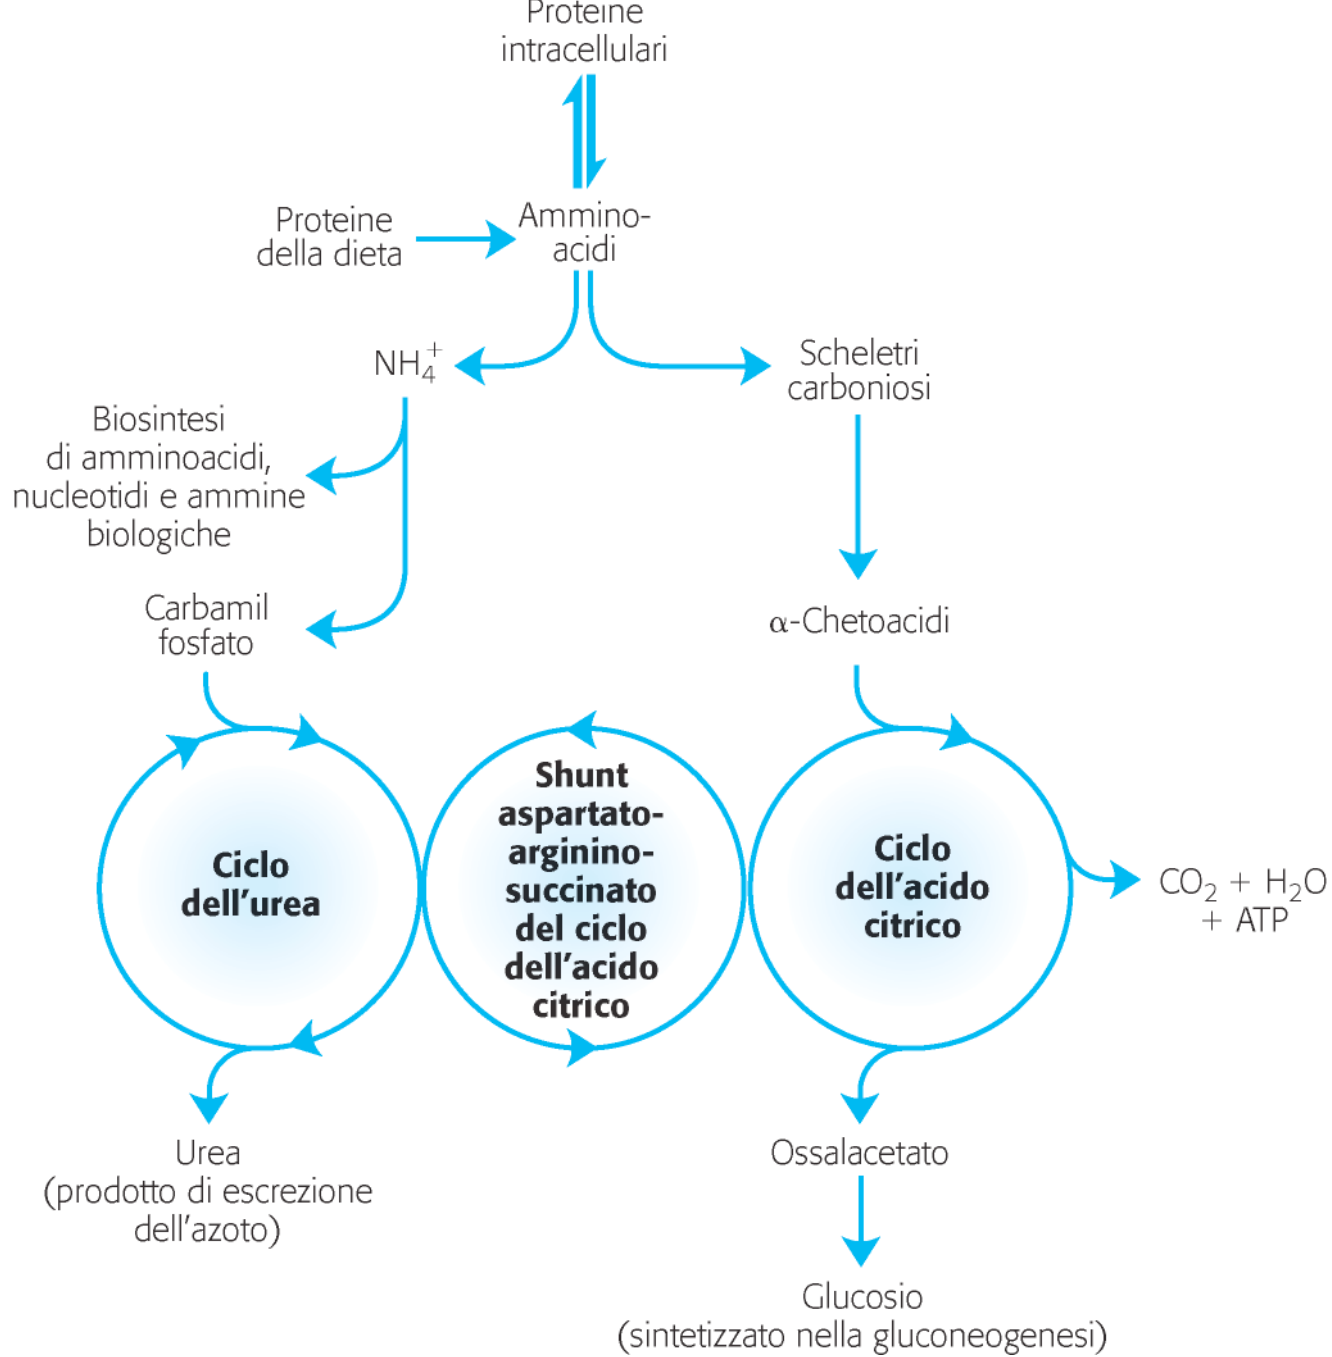 Proteine
intracellulari
Proteine
della dieta
Ammino-
acidi
NH₄⁺
Scheletri
carboniosi
Biosintesi
di amminoacidi,
nucleotidi e ammine
biologiche
Carbamil
fosfato
α-Chetoacidi
Ciclo
dell'urea
Shunt
aspartato-
arginino-
succinato
del ciclo
dell'acido
citrico
Ciclo
dell'acido
citrico
CO₂ + H₂O
+ ATP
Urea
(prodotto di escrezione
dell'azoto)
Ossalacetato
Glucosio
(sintetizzato nella gluconeogenesi)